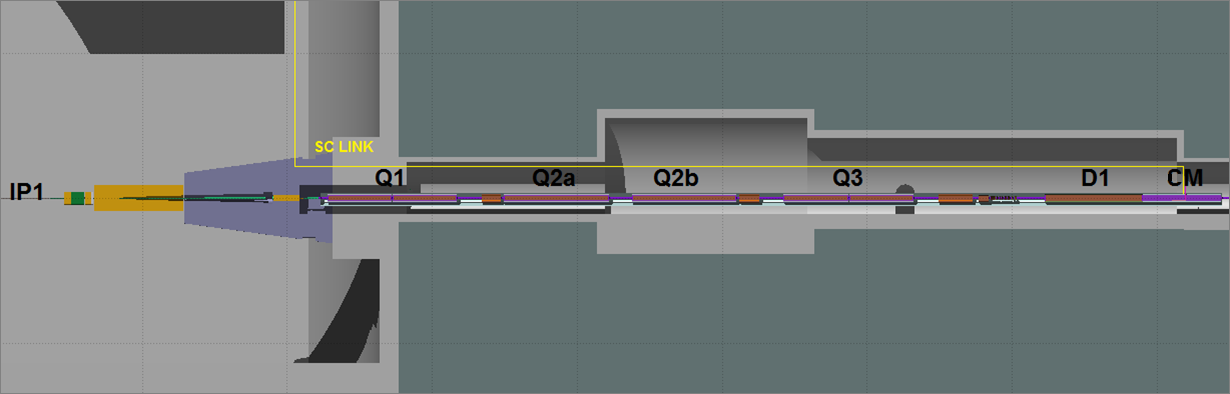 SC LINK
IP1
Q1
Q2a
Q2b
Q3
D1
CM